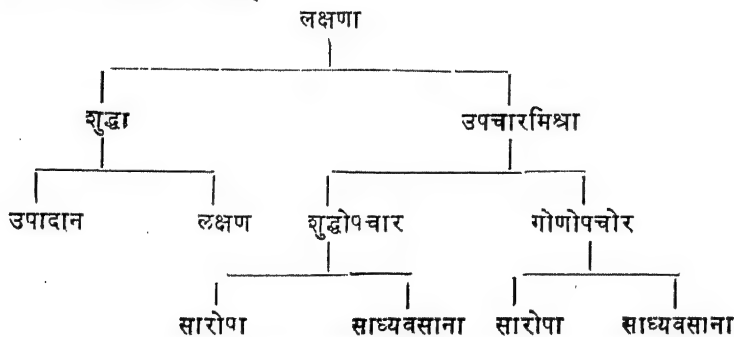 लक्षणा
शुद्धा उपचारमिश्रा
उपादान लक्षण शुद्धोपचार गोणोपचोर
सारोपा साध्यवसाना सारोपा साध्यवसाना